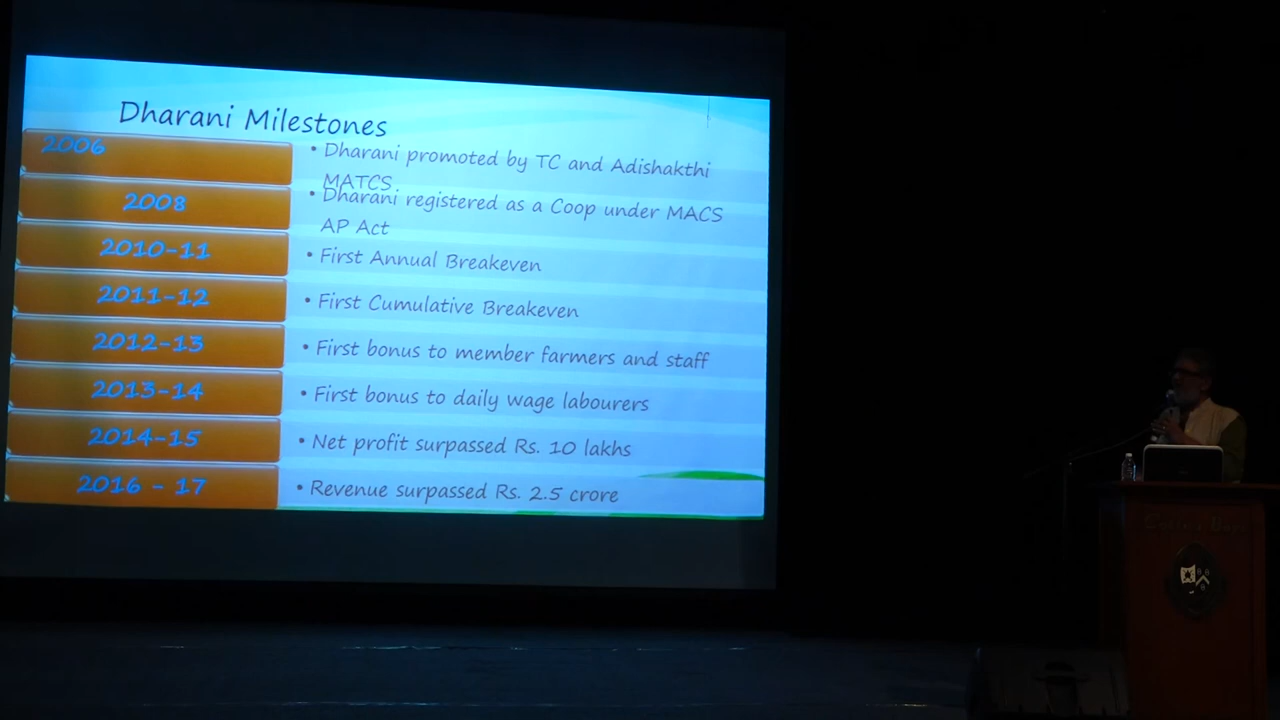 Dharani Milestones
2006
• Dharani promoted by TC and Adishakthi
MATCS
2008
• Dharani registered as a Coop under MACS
AP Act
2010-11
• First Annual Breakeven
2011-12
• First Cumulative Breakeven
2012-13
• First bonus to member farmers and staff
2013-14
• First bonus to daily wage labourers
2014-15
• Net profit surpassed Rs. 10 lakhs
2016 - 17
• Revenue surpassed Rs. 2.5 crore